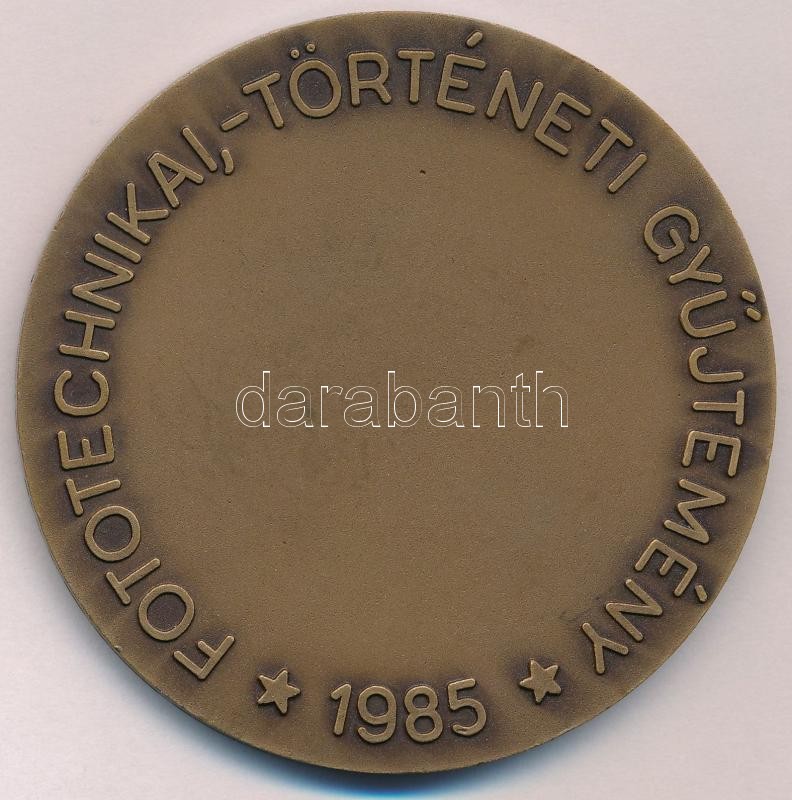 FOTOTECHNIKAI,-TÖRTÉNETI GYŰJTEMÉNY
★ 1985 ★
darabanth